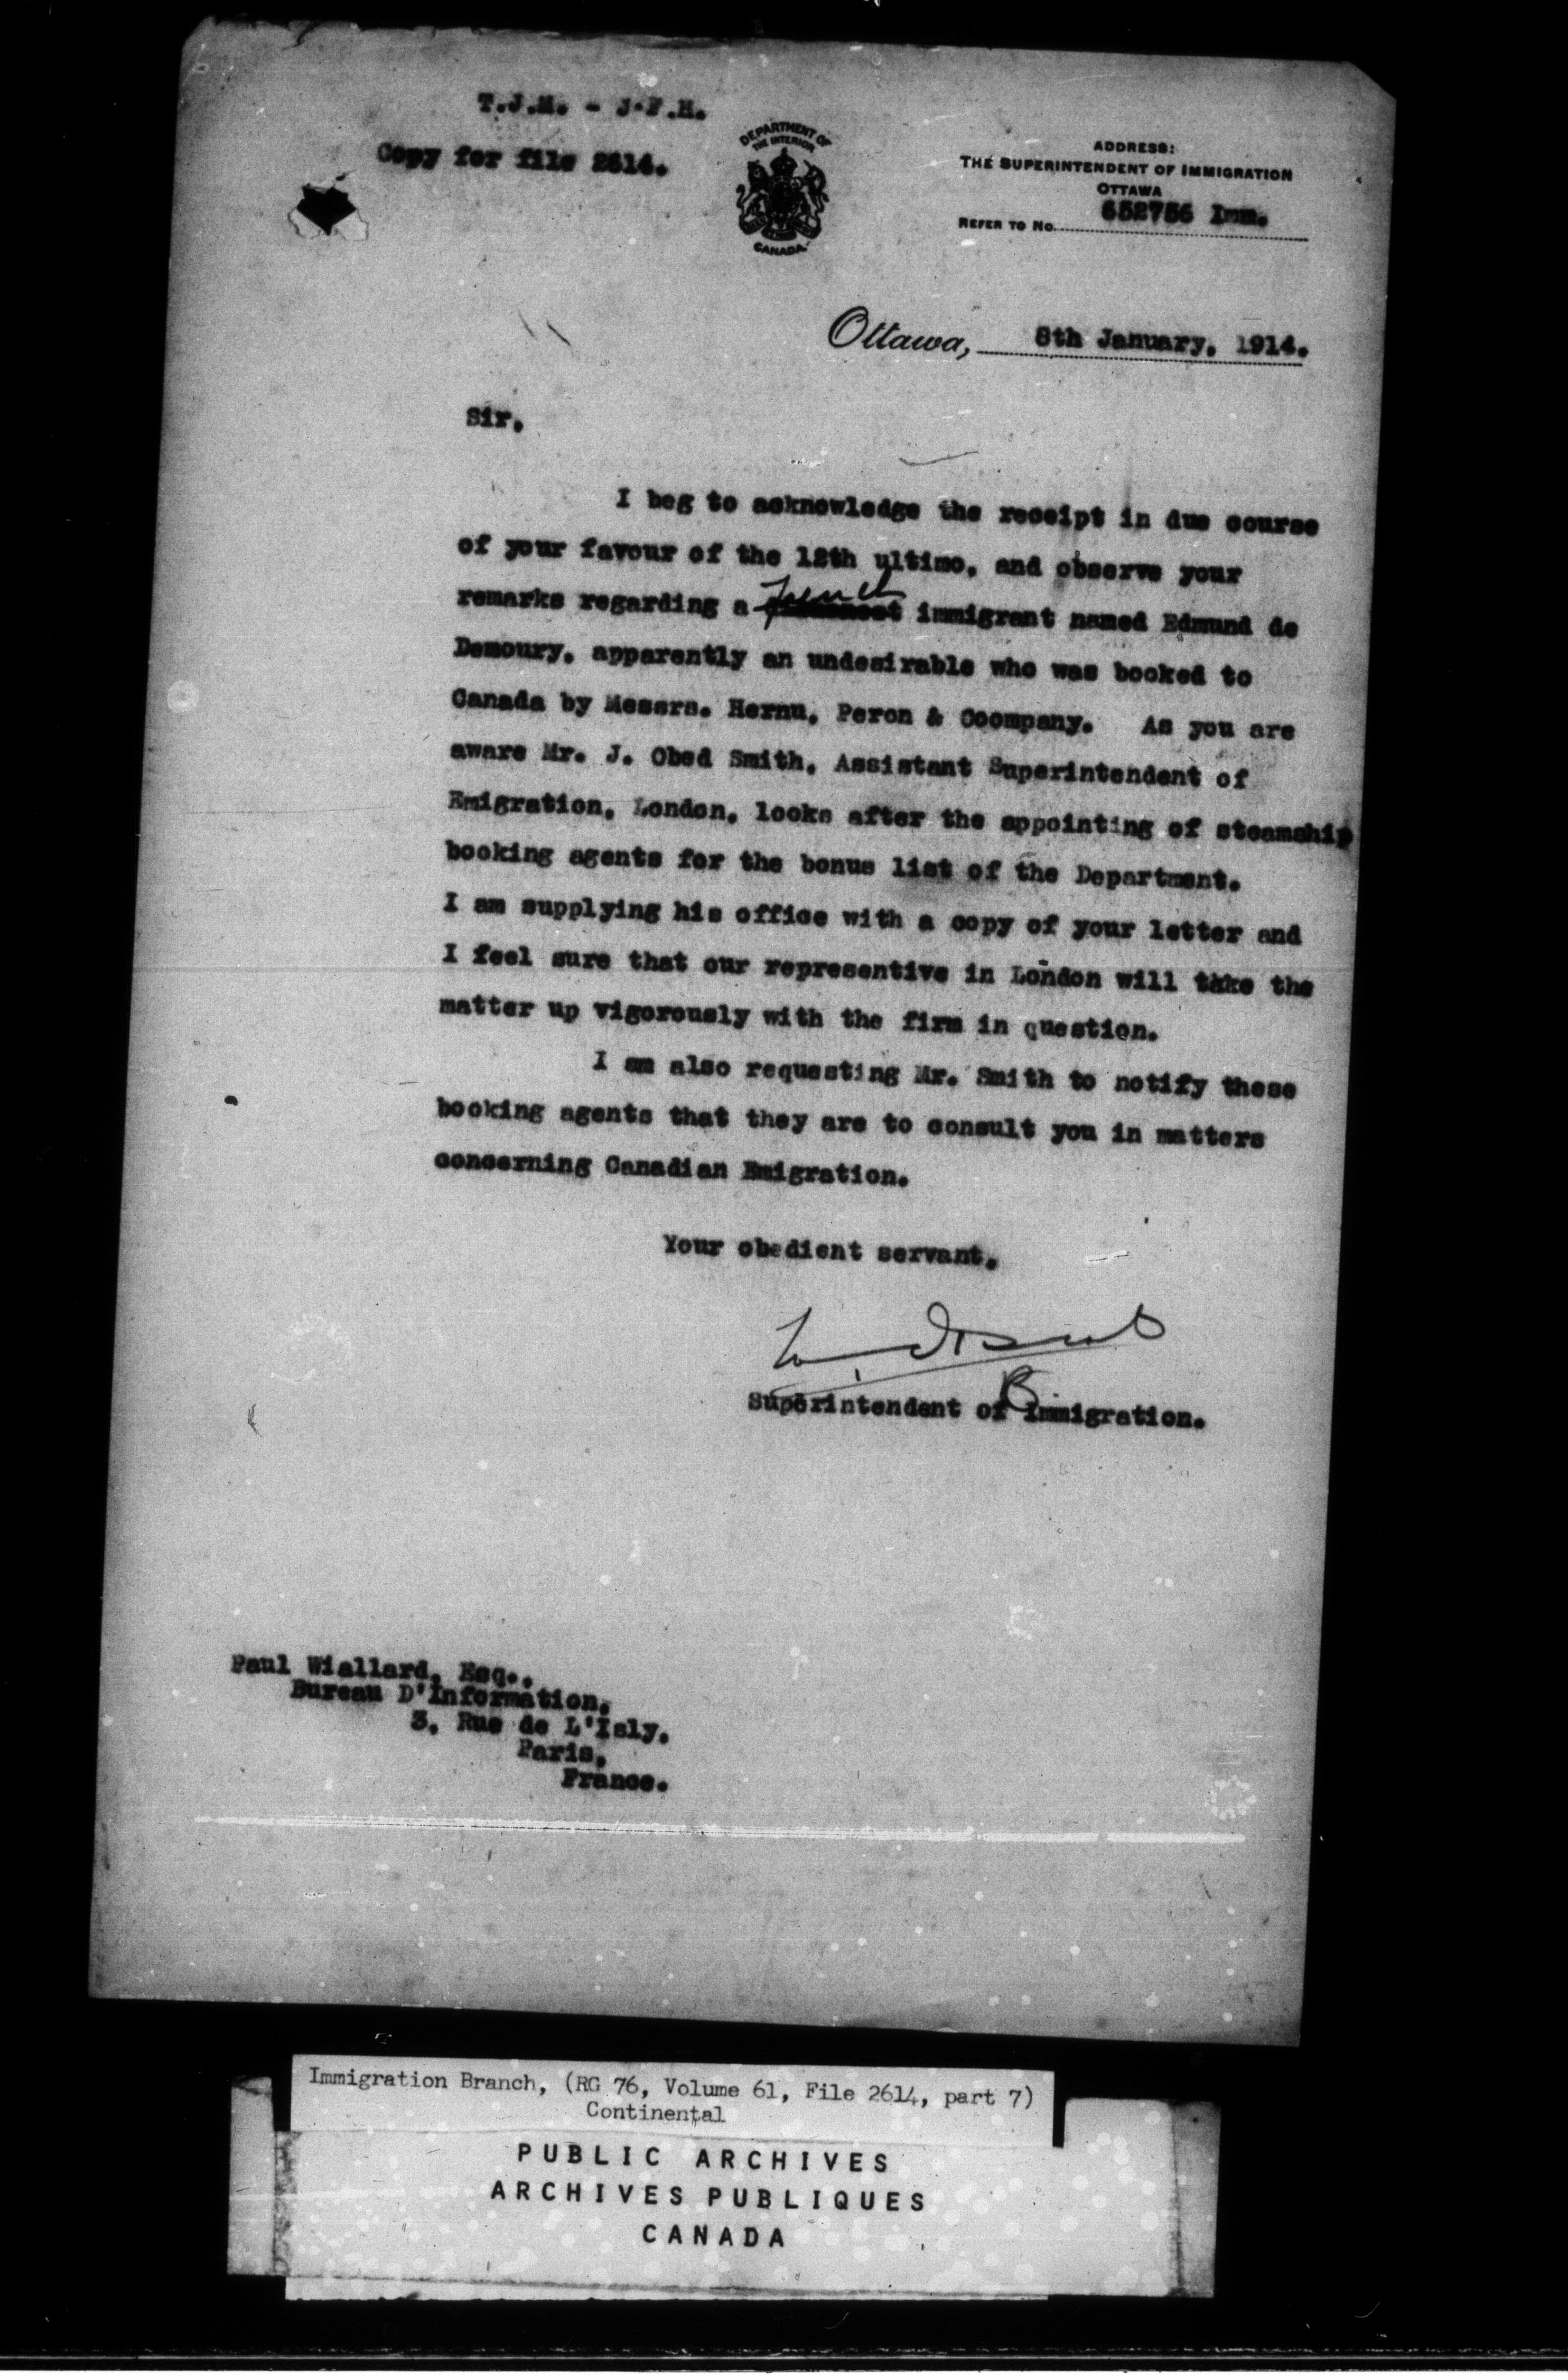 T.J.M. - J.F.H.
Copy for file 2614.
DEPARTMENT OF
THE INTERIOR
CANADA
ADDRESS:
THE SUPERINTENDENT OF IMMIGRATION
OTTAWA
REFER TO No. 652756 Imm.
Ottawa, 8th January, 1914.
Sir,
I beg to acknowledge the receipt in due course
of your favour of the 12th ultimo, and observe your
remarks regarding a French immigrant named Edmund de
Demoury, apparently an undesirable who was booked to
Canada by Messrs. Hernu, Peron & Coompany. As you are
aware Mr. J. Obed Smith, Assistant Superintendent of
Emigration, London, looks after the appointing of steamship
booking agents for the bonus list of the Department.
I am supplying his office with a copy of your letter and
I feel sure that our representive in London will take the
matter up vigorously with the firm in question.
I am also requesting Mr. Smith to notify these
booking agents that they are to consult you in matters
concerning Canadian Emigration.
Your obedient servant,
Superintendent of Immigration.
Paul Wiallard, Esq.,
Bureau D'Information,
3, Rue de L'Isly,
Paris,
France.
Immigration Branch, (RG 76, Volume 61, File 2614, part 7)
Continental
PUBLIC ARCHIVES
ARCHIVES PUBLIQUES
CANADA